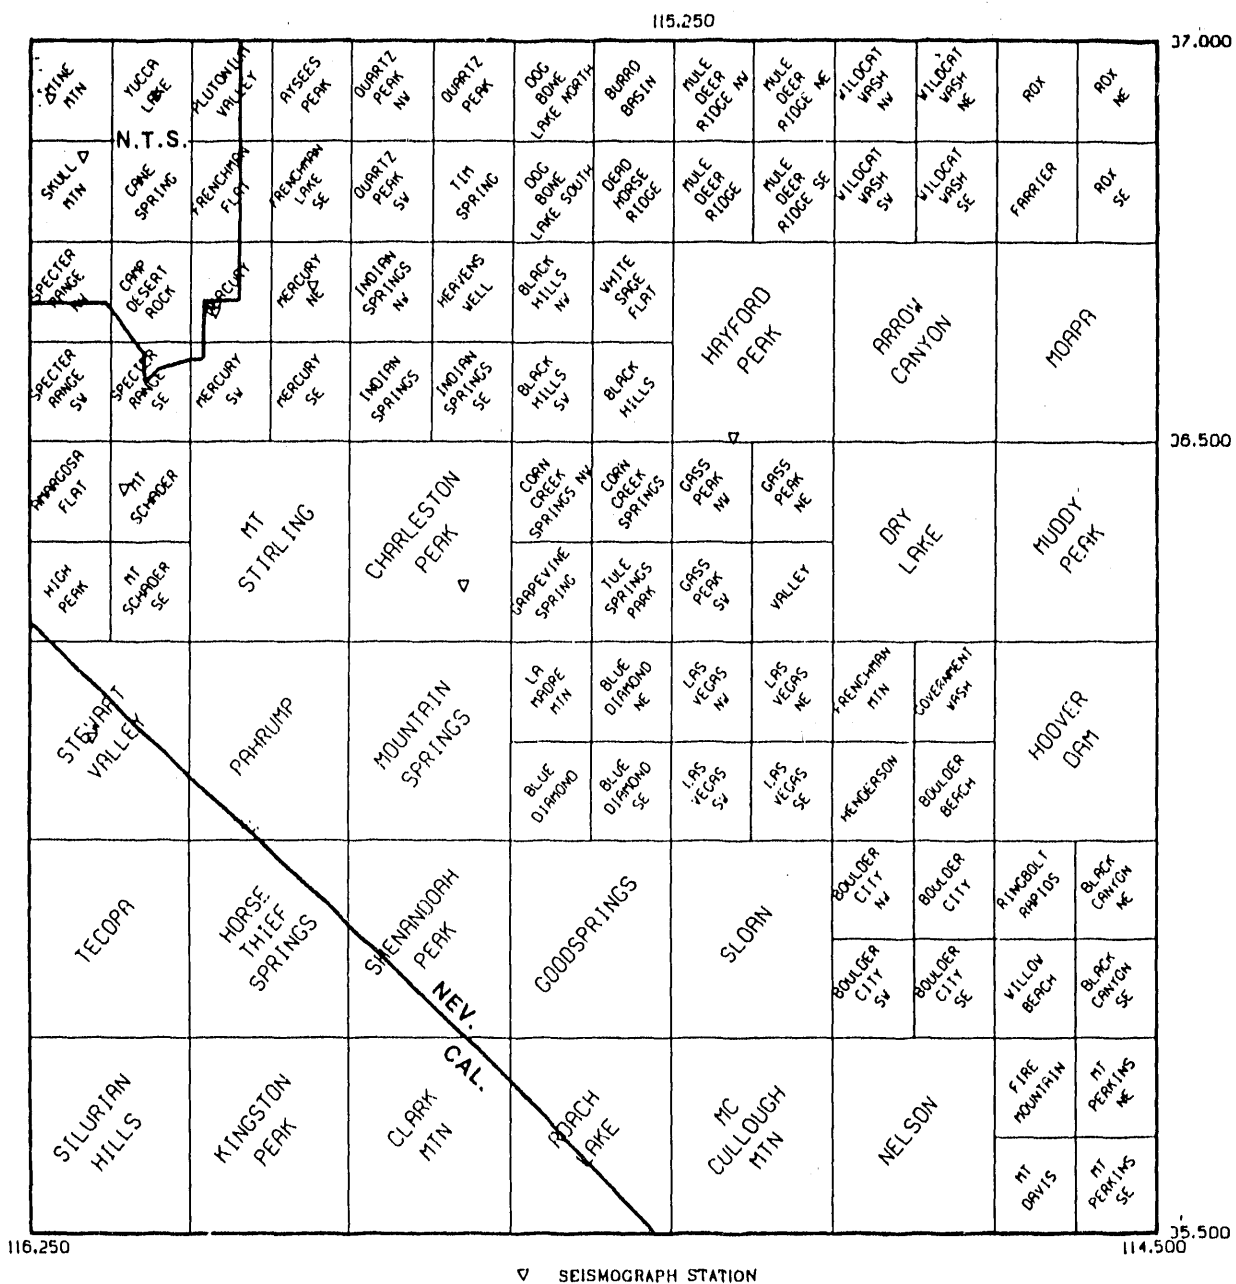 115.250
37.000
MINE
MTN
YUCCA
LAKE
PLUTONIUM
VALLEY
AYSEES
PEAK
QUARTZ
PEAK
NW
QUARTZ
PEAK
DOG
BONE
LAKE NORTH
BURRO
BASIN
MULE
DEER
RIDGE NW
MULE
DEER
RIDGE NE
WILDCAT
WASH
NW
WILDCAT
WASH
NE
ROX
ROX
NE
N.T.S.
SKULL
MTN
CANE
SPRING
FRENCHMAN
FLAT
FRENCHMAN
LAKE
SE
QUARTZ
PEAK
SW
TIM
SPRING
DOG
BONE
LAKE SOUTH
DEAD
HORSE
RIDGE
MULE
DEER
RIDGE
MULE
DEER
RIDGE SE
WILDCAT
WASH
SW
WILDCAT
WASH
SE
FARRIER
ROX
SE
SPECTER
RANGE
NW
CAMP
DESERT
ROCK
MERCURY
MERCURY
NE
INDIAN
SPRINGS
NW
HEAVENS
WELL
BLACK
HILLS
NW
WHITE
SAGE
FLAT
HAYFORD
PEAK
ARROW
CANYON
MOAPA
SPECTER
RANGE
SW
SPECTER
RANGE
SE
MERCURY
SW
MERCURY
SE
INDIAN
SPRINGS
INDIAN
SPRINGS
SE
BLACK
HILLS
SW
BLACK
HILLS
36.500
AMARGOSA
FLAT
MT
SCHADER
MT
STIRLING
CHARLESTON
PEAK
CORN
CREEK
SPRINGS NW
CORN
CREEK
SPRINGS
GASS
PEAK
NW
GASS
PEAK
NE
DRY
LAKE
MUDDY
PEAK
HIGH
PEAK
MT
SCHADER
SE
GRAPEVINE
SPRING
TULE
SPRINGS
PARK
GASS
PEAK
SW
VALLEY
STEWART
VALLEY
PAHRUMP
MOUNTAIN
SPRINGS
LA
MADRE
MTN
BLUE
DIAMOND
NE
LAS
VEGAS
NW
LAS
VEGAS
NE
FRENCHMAN
MTN
GOVERNMENT
WASH
HOOVER
DAM
BLUE
DIAMOND
BLUE
DIAMOND
SE
LAS
VEGAS
SW
LAS
VEGAS
SE
HENDERSON
BOULDER
BEACH
TECOPA
HORSE
THIEF
SPRINGS
SHENANDOAH
PEAK
GOODSPRINGS
SLOAN
BOULDER
CITY
NW
BOULDER
CITY
RINGBOLT
RAPIDS
BLACK
CANYON
NE
BOULDER
CITY
SW
BOULDER
CITY
SE
WILLOW
BEACH
BLACK
CANYON
SE
NEV.
CAL.
SILURIAN
HILLS
KINGSTON
PEAK
CLARK
MTN
ROACH
LAKE
MC
CULLOUGH
MTN
NELSON
FIRE
MOUNTAIN
MT
PERKINS
NE
MT
DAVIS
MT
PERKINS
SE
35.500
116.250
114.500
SEISMOGRAPH STATION